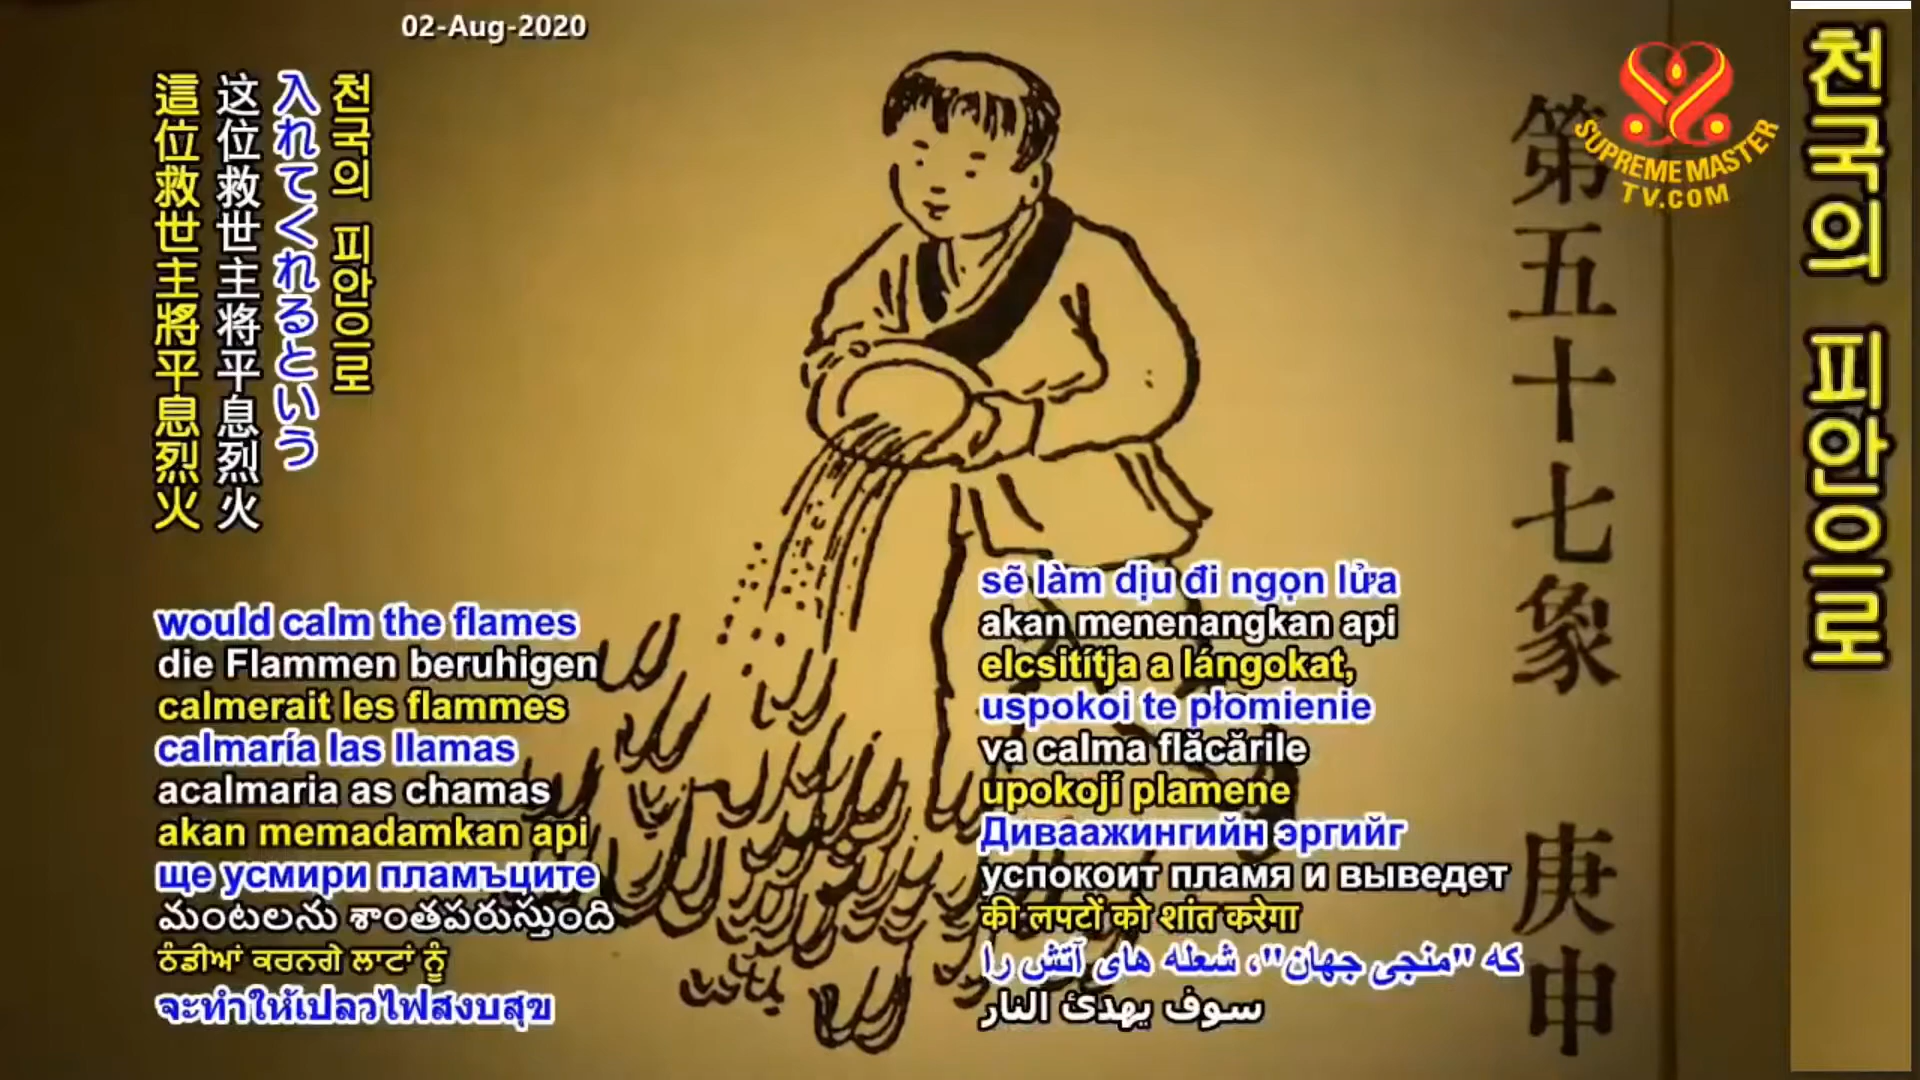 02-Aug-2020
천국의 피안으로
入れてくれるという
这位救世主将平息烈火
這位救世主將平息烈火
would calm the flames
die Flammen beruhigen
calmerait les flammes
calmaría las llamas
acalmaria as chamas
akan memadamkan api
ще усмири пламъците
మంటలను శాంతపరుస్తుంది
ਠੰਡੀਆਂ ਕਰਨਗੇ ਲਾਟਾਂ ਨੂੰ
จะทำให้เปลวไฟสงบสุข
sẽ làm dịu đi ngọn lửa
akan menenangkan api
elcsitítja a lángokat,
uspokoi te płomienie
va calma flăcările
upokojí plamene
Диваажингийн эргийг
успокоит пламя и выведет
की लपटों को शांत करेगा
که "منجی جهان"، شعله های آتش را
سوف يهدئ النار
第五十七象 庚申
SUPREME MASTER
TV.COM
천국의 피안으로